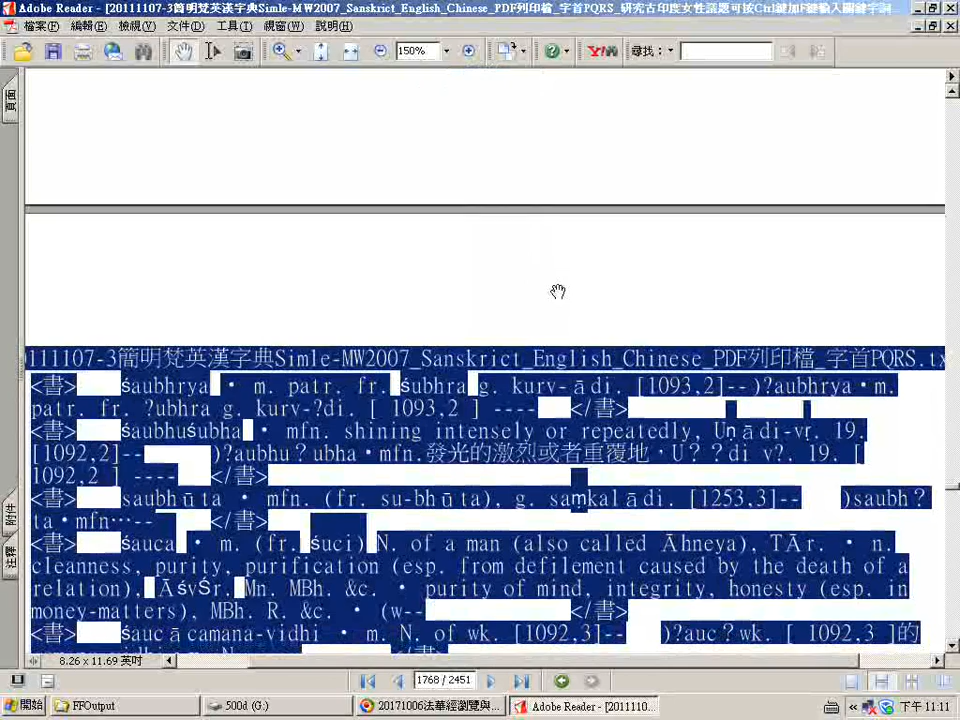 Adobe Reader - [20111107-3簡明梵英漢字典Simle-MW2007_Sanskrict_English_Chinese_PDF列印檔_字首PQRS_研究古印度女性議題可按Ctrl鍵加F鍵輸入關鍵字詞
檔案(F) 編輯(E) 檢視(V) 文件(D) 工具(T) 視窗(W) 說明(H)
150% Y! 尋找:
頁面
附件
注釋
111107-3簡明梵英漢字典Simle-MW2007_Sanskrict_English_Chinese_PDF列印檔_字首PQRS.tx
<書> śaubhrya · m. patr. fr. śubhra g. kurv-ādi. [1093,2]-- )?aubhrya·m.
patr. fr. ?ubhra g. kurv-?di. [ 1093,2 ] ---- </書>
<書> śaubhuśubha · mfn. shining intensely or repeatedly, Uṇādi-vṛ. 19.
[1092,2]-- )?aubhu?ubha·mfn.發光的激烈或者重覆地,U??di v?. 19. [
1092,2 ] ---- </書>
<書> saubhūta · mfn. (fr. su-bhūta), g. saṃkalādi. [1253,3]-- )saubh?
ta·mfn…-- </書>
<書> śauca · m. (fr. śuci) N. of a man (also called Āhneya), TĀr. · n.
cleanness, purity, purification (esp. from defilement caused by the death of a
relation), ĀśvŚr. Mn. MBh. &c. · purity of mind, integrity, honesty (esp. in
money-matters), MBh. R. &c. · (w-- </書>
<書> śaucācamana-vidhi · m. N. of wk. [1092,3]-- )?auc?wk. [ 1092,3 ]的
8.26 x 11.69 英吋
1768 / 2451
開始 FFOutput 500d (G:) 20171006法華經瀏覽與... Adobe Reader - [2011110... 下午 11:11